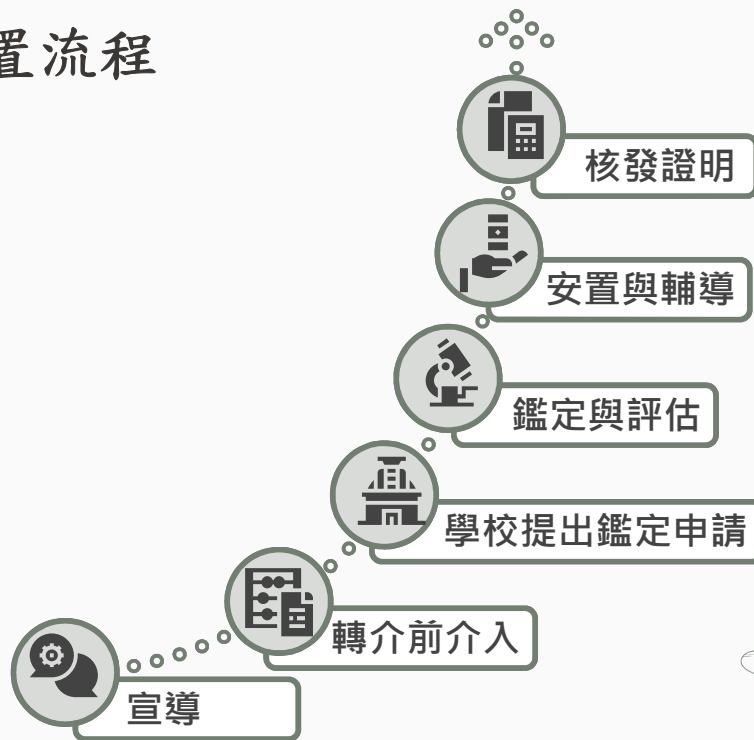 置流程
核發證明
安置與輔導
鑑定與評估
學校提出鑑定申請
轉介前介入
宣導